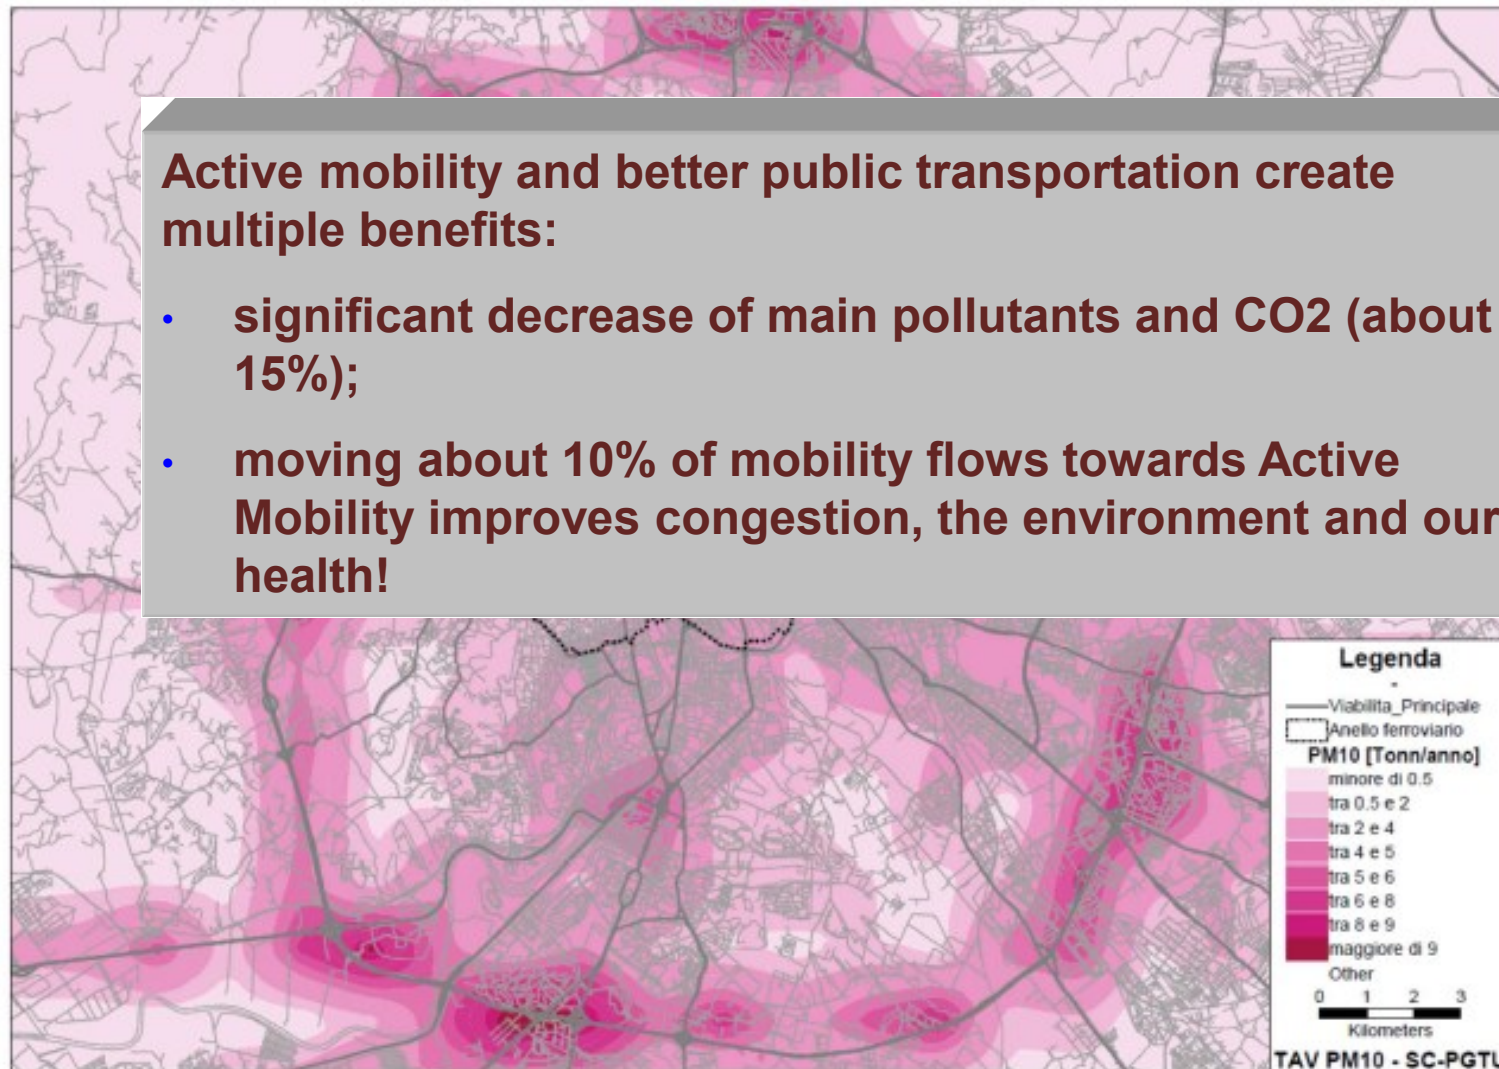 Active mobility and better public transportation create
multiple benefits:
• significant decrease of main pollutants and CO2 (about
15%);
• moving about 10% of mobility flows towards Active
Mobility improves congestion, the environment and our
health!
Legenda
-
Viabilita_Principale
Anello ferroviario
PM10 [Tonn/anno]
minore di 0.5
tra 0.5 e 2
tra 2 e 4
tra 4 e 5
tra 5 e 6
tra 6 e 8
tra 8 e 9
maggiore di 9
Other
0 1 2 3
Kilometers
TAV PM10 - SC-PGTU